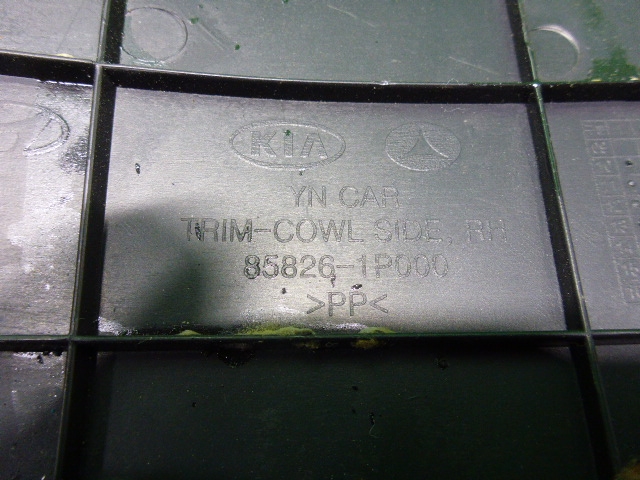 KIA
YN CAR
TRIM-COWL SIDE, RH
85826-1P000
>PP<